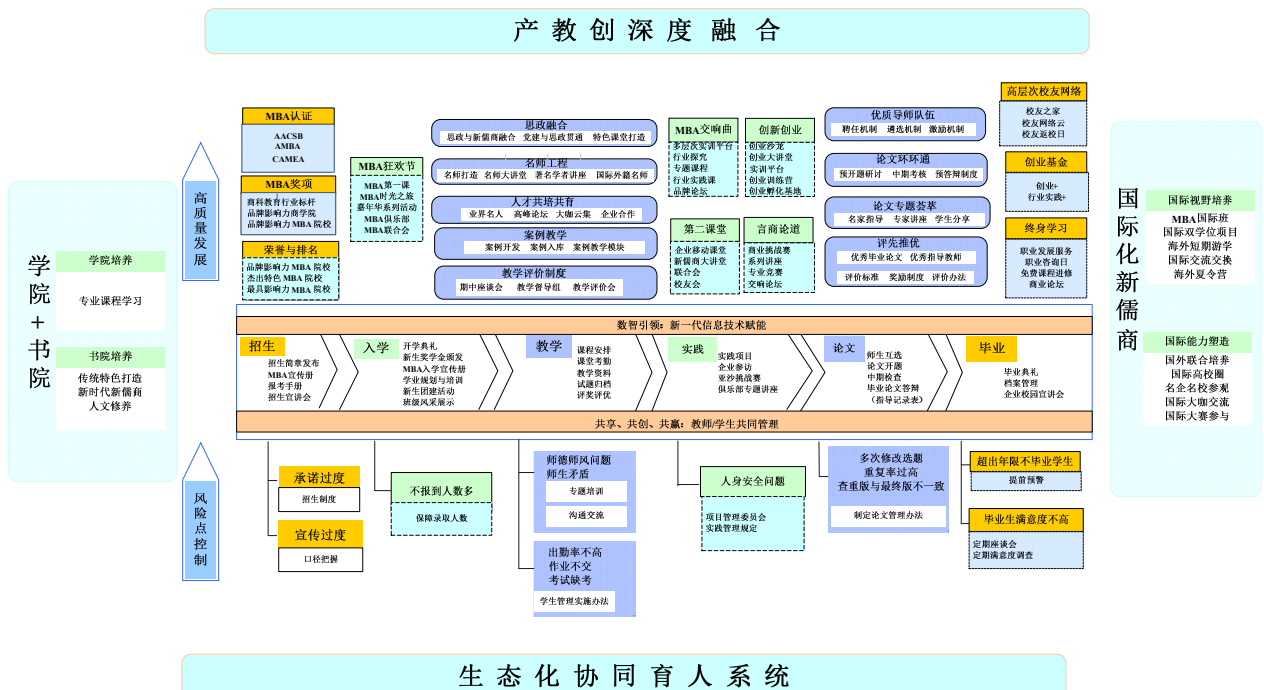 产教创深度融合
学院+书院
学院培养
专业课程学习
书院培养
传统特色打造
新时代新儒商
人文修养
高质量发展
MBA认证
AACSB
AMBA
CAMEA
MBA奖项
商科教育行业标杆
品牌影响力商学院
品牌影响力MBA院校
荣誉与排名
品牌影响力MBA院校
杰出特色MBA院校
最具影响力MBA院校
MBA狂欢节
MBA第一课
MBA时光之旅
嘉年华系列活动
MBA俱乐部
MBA联合会
思政融合
思政与新儒商融合 党建与思政贯通 特色课堂打造
名师工程
名师打造 名师大讲堂 著名学者讲座 国际外籍名师
人才共培共育
业界名人 高峰论坛 大咖云集 企业合作
案例教学
案例开发 案例入库 案例教学模块
教学评价制度
期中座谈会 教学督导组 教学评价会
MBA交响曲
多层次实训平台
行业探究
专题课程
行业实践课
品牌论坛
创新创业
创业沙龙
创业大讲堂
实训平台
创业训练营
创业孵化基地
第二课堂
企业移动课堂
新儒商大讲堂
联合会
校友会
言商论道
商业挑战赛
系列讲座
专业竞赛
交响论坛
优质导师队伍
聘任机制 遴选机制 激励机制
论文环环通
预开题研讨 中期考核 预答辩制度
论文专题荟萃
名家指导 专家讲座 学生分享
评先推优
优秀毕业论文 优秀指导教师
评价标准 奖励制度 评价办法
高层次校友网络
校友之家
校友网络云
校友返校日
创业基金
创业+
行业实践+
终身学习
职业发展服务
职业咨询日
免费课程进修
商业论坛
数智引领：新一代信息技术赋能
招生
招生简章发布
MBA宣传册
报考手册
招生宣讲会
入学
开学典礼
新生奖学金颁发
MBA入学宣传册
学业规划与培训
新生团建活动
班级风采展示
教学
课程安排
课堂考勤
教学资料
试题归档
评奖评优
实践
实践项目
企业参访
亚沙挑战赛
俱乐部专题讲座
论文
师生互选
论文开题
中期检查
毕业论文答辩
（指导记录表）
毕业
毕业典礼
档案管理
企业校园宣讲会
共享、共创、共赢：教师/学生共同管理
风险点控制
承诺过度
招生制度
宣传过度
口径把握
不报到人数多
保障录取人数
师德师风问题
师生矛盾
专题培训
沟通交流
出勤率不高
作业不交
考试缺考
学生管理实施办法
人身安全问题
项目管理委员会
实践管理规定
多次修改选题
重复率过高
查重版与最终版不一致
制定论文管理办法
超出年限不毕业学生
提前预警
毕业生满意度不高
定期座谈会
定期满意度调查
国际化新儒商
国际视野培养
MBA国际班
国际双学位项目
海外短期游学
国际交流交换
海外夏令营
国际能力塑造
国外联合培养
国际高校圈
名企名校参观
国际大咖交流
国际大赛参与
生态化协同育人系统